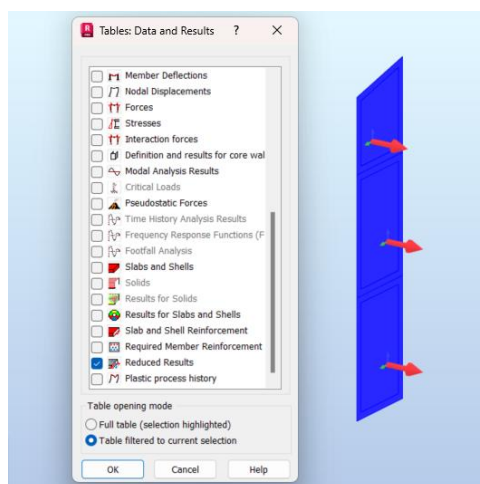 Tables: Data and Results ? X
Member Deflections
Nodal Displacements
Forces
Stresses
Interaction forces
Definition and results for core wal
Modal Analysis Results
Critical Loads
Pseudostatic Forces
Time History Analysis Results
Frequency Response Functions (F
Footfall Analysis
Slabs and Shells
Solids
Results for Solids
Results for Slabs and Shells
Slab and Shell Reinforcement
Required Member Reinforcement
Reduced Results
Plastic process history
Table opening mode
Full table (selection highlighted)
Table filtered to current selection
OK Cancel Help